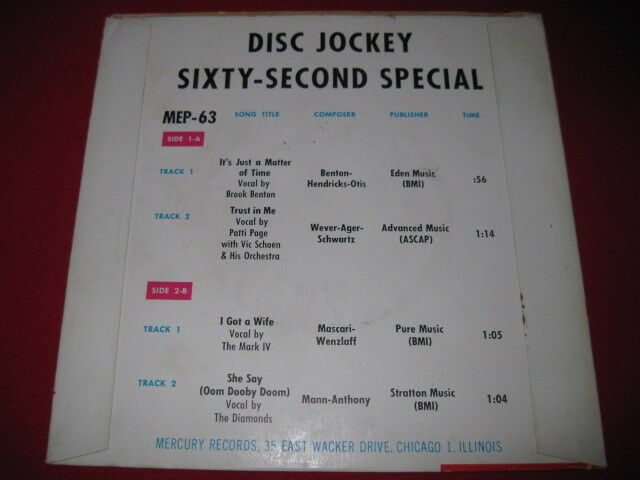 DISC JOCKEY
SIXTY-SECOND SPECIAL
MEP-63 SONG TITLE COMPOSER PUBLISHER TIME
SIDE 1-A
TRACK 1 It's Just a Matter of Time Vocal by Brook Benton Benton-Hendricks-Otis Eden Music (BMI) :56
TRACK 2 Trust in Me Vocal by Patti Page with Vic Schoen & His Orchestra Wever-Ager-Schwartz Advanced Music (ASCAP) 1:14
SIDE 2-B
TRACK 1 I Got a Wife Vocal by The Mark IV Mascari-Wenzlaff Pure Music (BMI) 1:05
TRACK 2 She Say (Oom Dooby Doom) Vocal by The Diamonds Mann-Anthony Stratton Music (BMI) 1:04
MERCURY RECORDS, 35 EAST WACKER DRIVE, CHICAGO 1, ILLINOIS